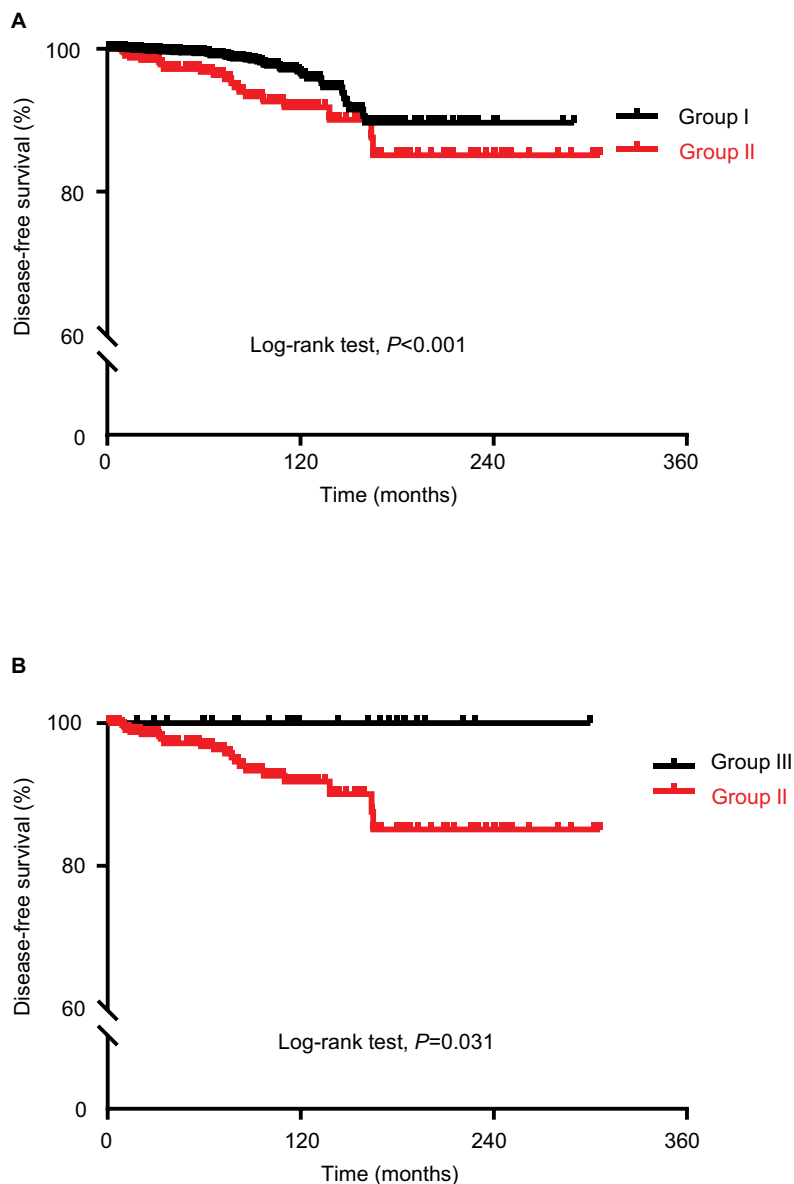 A
100
80
60
0
Disease-free survival (%)
Group I
Group II
Log-rank test, P<0.001
0 120 240 360
Time (months)
B
100
80
60
0
Disease-free survival (%)
Group III
Group II
Log-rank test, P=0.031
0 120 240 360
Time (months)